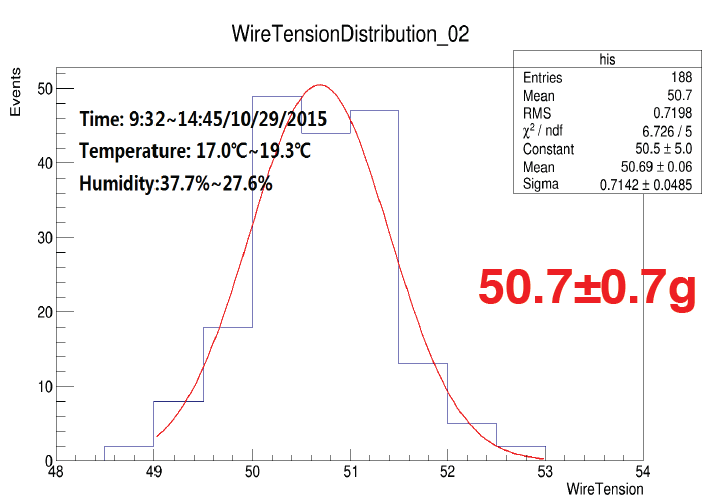 WireTensionDistribution_02
his
Entries 188
Mean 50.7
RMS 0.7198
χ² / ndf 6.726 / 5
Constant 50.5 ± 5.0
Mean 50.69 ± 0.06
Sigma 0.7142 ± 0.0485
Events
50
40
30
20
10
0
Time: 9:32~14:45/10/29/2015
Temperature: 17.0℃~19.3℃
Humidity:37.7%~27.6%
50.7±0.7g
48 49 50 51 52 53 54
WireTension